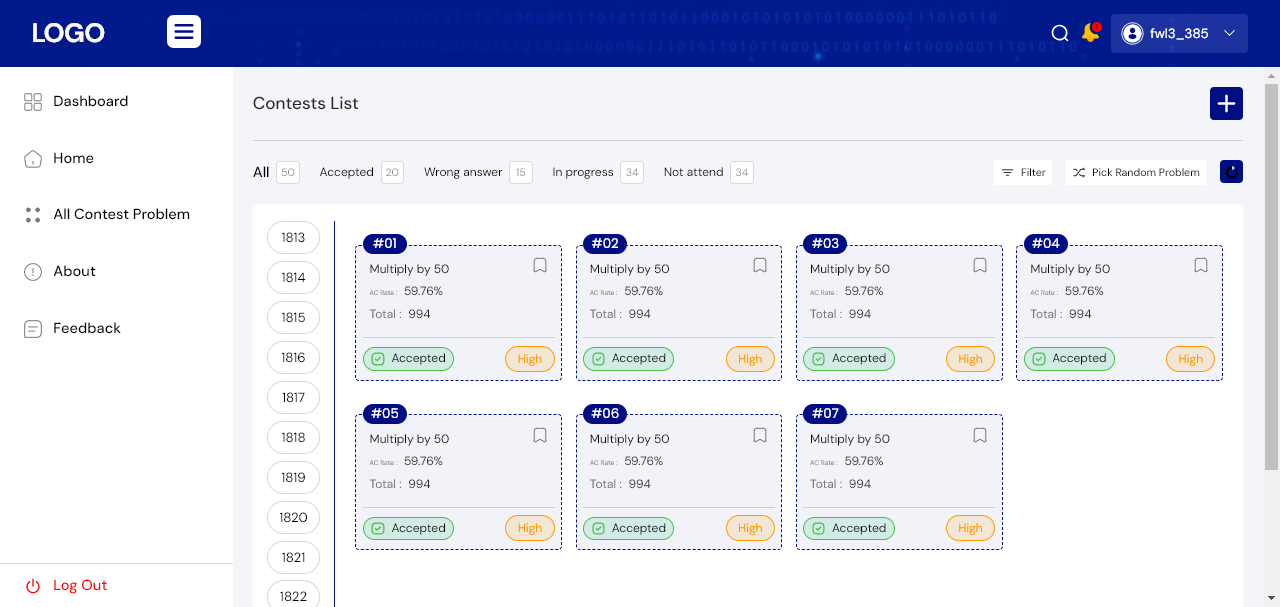 1010101010101010000000111010110
LOGO
fwl3_385
Dashboard
Home
All Contest Problem
About
Feedback
Log Out
Contests List
All 50 Accepted 20 Wrong answer 15 In progress 34 Not attend 34 Filter Pick Random Problem
1813
1814
1815
1816
1817
1818
1819
1820
1821
1822
#01
Multiply by 50
AC Rate : 59.76%
Total : 994
Accepted High
#02
Multiply by 50
AC Rate : 59.76%
Total : 994
Accepted High
#03
Multiply by 50
AC Rate : 59.76%
Total : 994
Accepted High
#04
Multiply by 50
AC Rate : 59.76%
Total : 994
Accepted High
#05
Multiply by 50
AC Rate : 59.76%
Total : 994
Accepted High
#06
Multiply by 50
AC Rate : 59.76%
Total : 994
Accepted High
#07
Multiply by 50
AC Rate : 59.76%
Total : 994
Accepted High